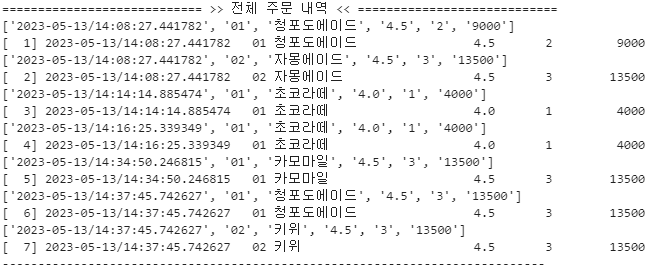 ============================ >> 전체 주문 내역 << ============================
['2023-05-13/14:08:27.441782', '01', '청포도에이드', '4.5', '2', '9000']
[  1] 2023-05-13/14:08:27.441782   01 청포도에이드                4.5       2         9000
['2023-05-13/14:08:27.441782', '02', '자몽에이드', '4.5', '3', '13500']
[  2] 2023-05-13/14:08:27.441782   02 자몽에이드                  4.5       3        13500
['2023-05-13/14:14:14.885474', '01', '초코라떼', '4.0', '1', '4000']
[  3] 2023-05-13/14:14:14.885474   01 초코라떼                    4.0       1         4000
['2023-05-13/14:16:25.339349', '01', '초코라떼', '4.0', '1', '4000']
[  4] 2023-05-13/14:16:25.339349   01 초코라떼                    4.0       1         4000
['2023-05-13/14:34:50.246815', '01', '카모마일', '4.5', '3', '13500']
[  5] 2023-05-13/14:34:50.246815   01 카모마일                    4.5       3        13500
['2023-05-13/14:37:45.742627', '01', '청포도에이드', '4.5', '3', '13500']
[  6] 2023-05-13/14:37:45.742627   01 청포도에이드                4.5       3        13500
['2023-05-13/14:37:45.742627', '02', '키위', '4.5', '3', '13500']
[  7] 2023-05-13/14:37:45.742627   02 키위                        4.5       3        13500
----------------------------------------------------------------------------